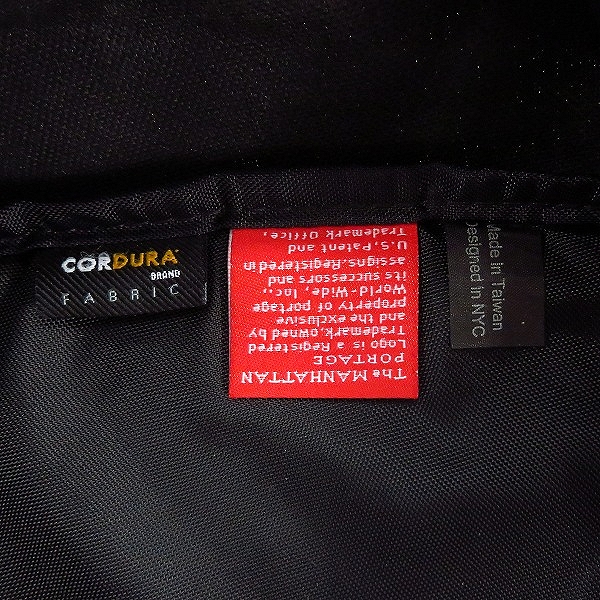 CORDURA
BRAND
FABRIC
The MANHATTAN
PORTAGE
Logo is a Registered
Trademark,owned by
and the exclusive
property of portage
World-Wide, Inc.,
its successors and
assigns.Registered in
U.S.Patent and
Trademark Office.
Made in Taiwan
Designed in NYC